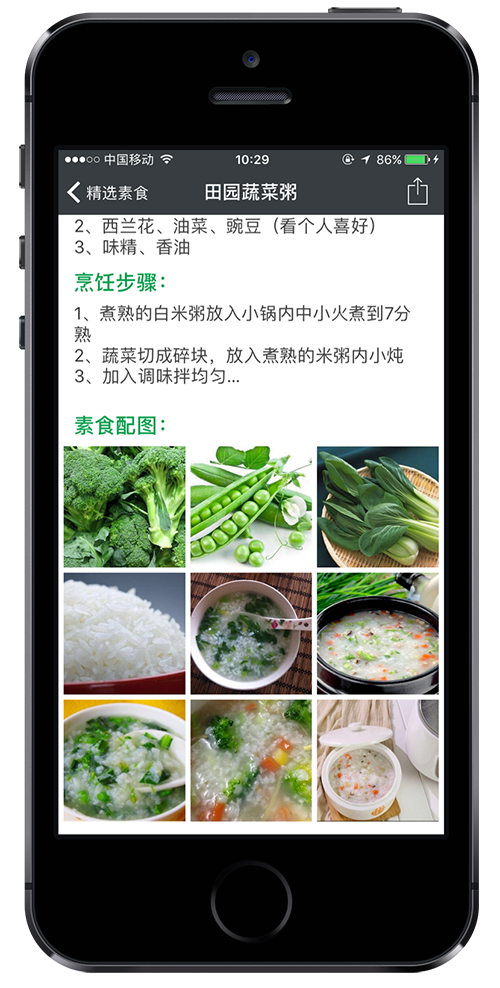 中国移动 10:29 86%
精选素食 田园蔬菜粥
2、西兰花、油菜、豌豆（看个人喜好）
3、味精、香油
烹饪步骤：
1、煮熟的白米粥放入小锅内中小火煮到7分
熟
2、蔬菜切成碎块，放入煮熟的米粥内小炖
3、加入调味拌均匀...
素食配图：